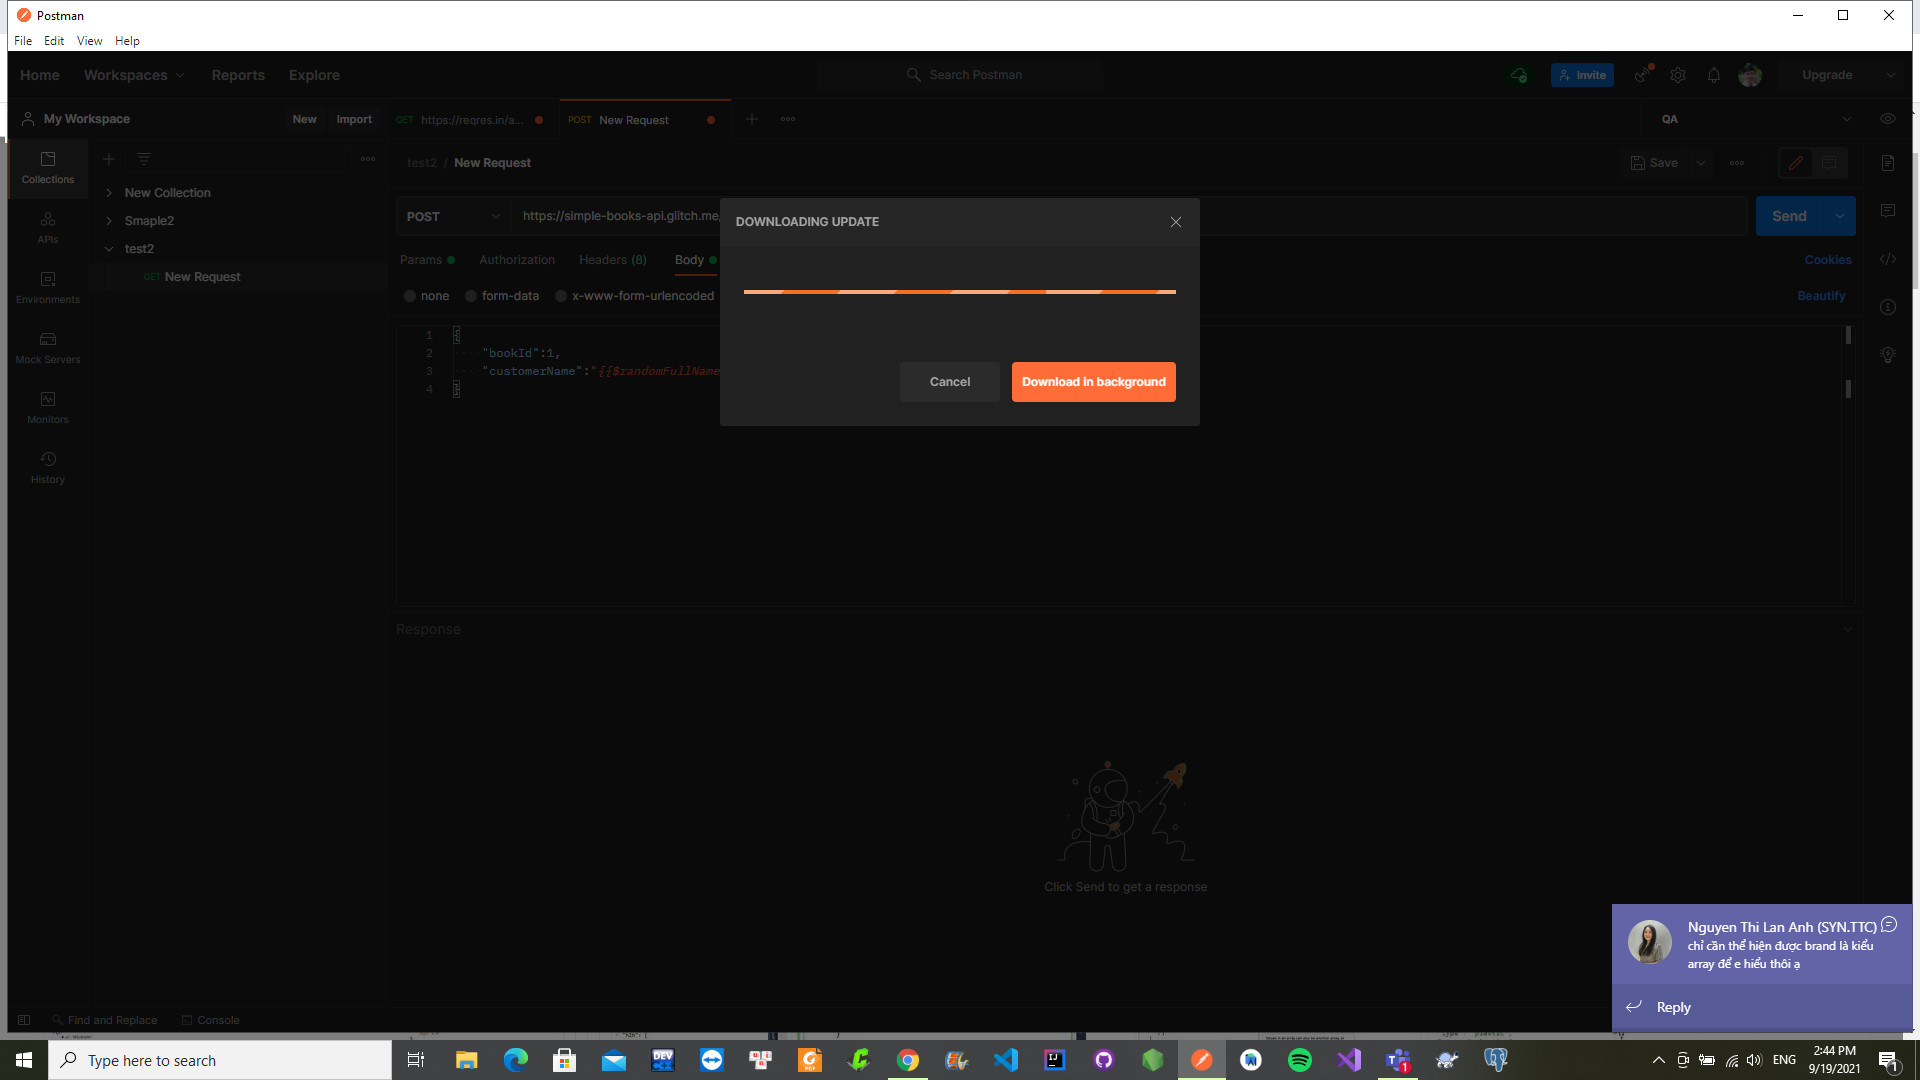 Postman
File Edit View Help
Home Workspaces Reports Explore
Search Postman
Invite
Upgrade
My Workspace
New Import
GET https://reqres.in/a...
POST New Request
QA
Collections
APIs
Environments
Mock Servers
Monitors
History
New Collection
Smaple2
test2
GET New Request
test2 / New Request
Save
POST https://simple-books-api.glitch.me/
Send
Params Authorization Headers (8) Body
Cookies
none form-data x-www-form-urlencoded
Beautify
1 {
2 "bookId":1,
3 "customerName":"{{$randomFullName
4 }
DOWNLOADING UPDATE
Cancel
Download in background
Response
Click Send to get a response
Find and Replace Console
Nguyen Thi Lan Anh (SYN.TTC)
chỉ cần thể hiện được brand là kiểu
array để e hiểu thôi ạ
Reply
Type here to search
DEV
IJ
1
ENG
2:44 PM
9/19/2021
1